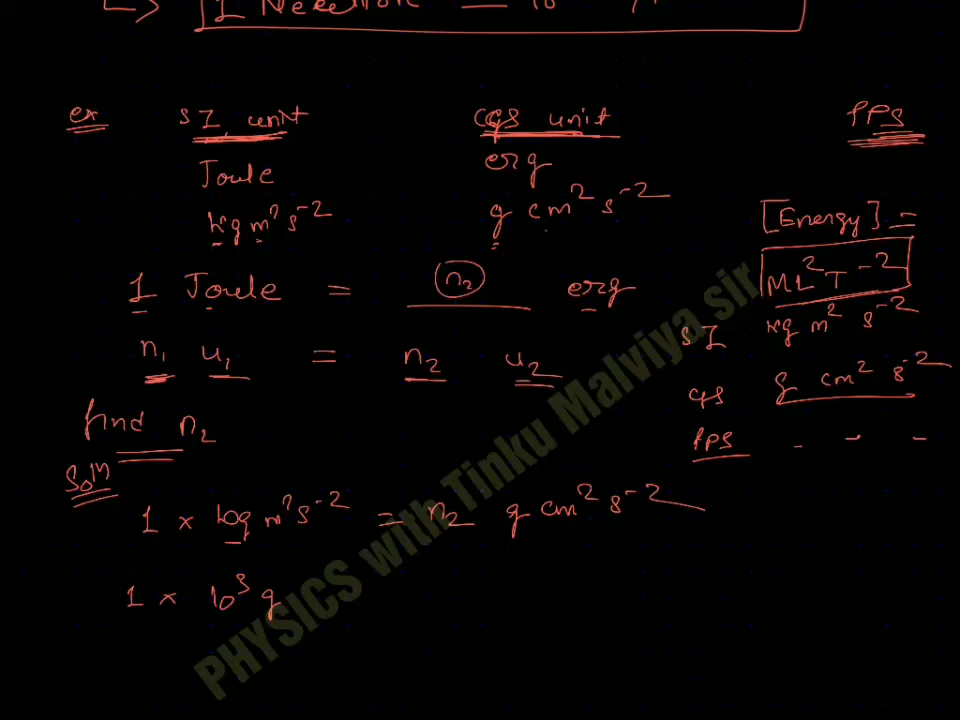 1 Newton = 10
ex SI unit CGS unit FPS
Joule erg
kg m² s⁻² g cm² s⁻² [Energy] =
1 Joule = n₂ erg ML²T⁻²
SI kg m² s⁻²
n₁ u₁ = n₂ u₂
cgs g cm² s⁻²
find n₂ FPS - - -
Solⁿ
1 × kg m² s⁻² = n₂ g cm² s⁻²
1 × 10³ g
PHYSICS with Tinku Malviya sir